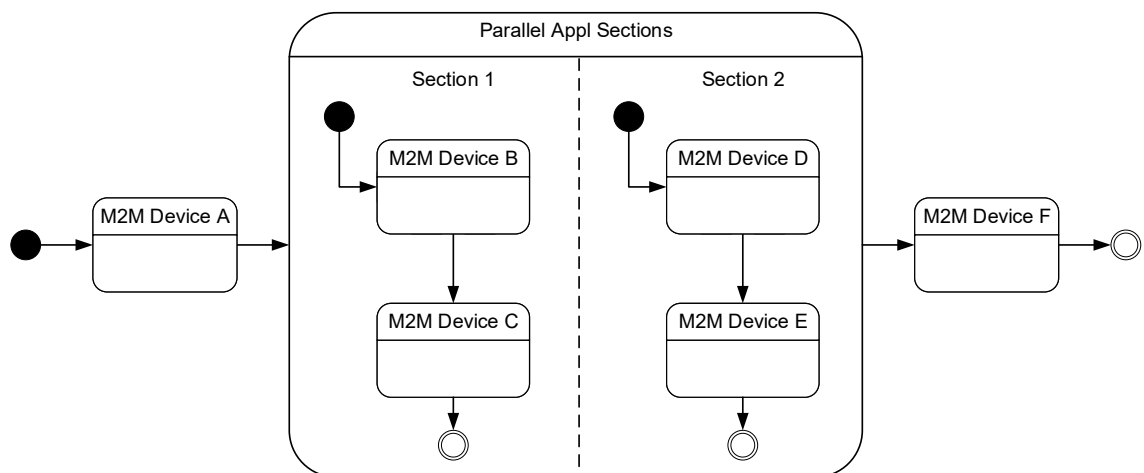 Parallel Appl Sections
Section 1
Section 2
M2M Device B
M2M Device D
M2M Device A
M2M Device F
M2M Device C
M2M Device E